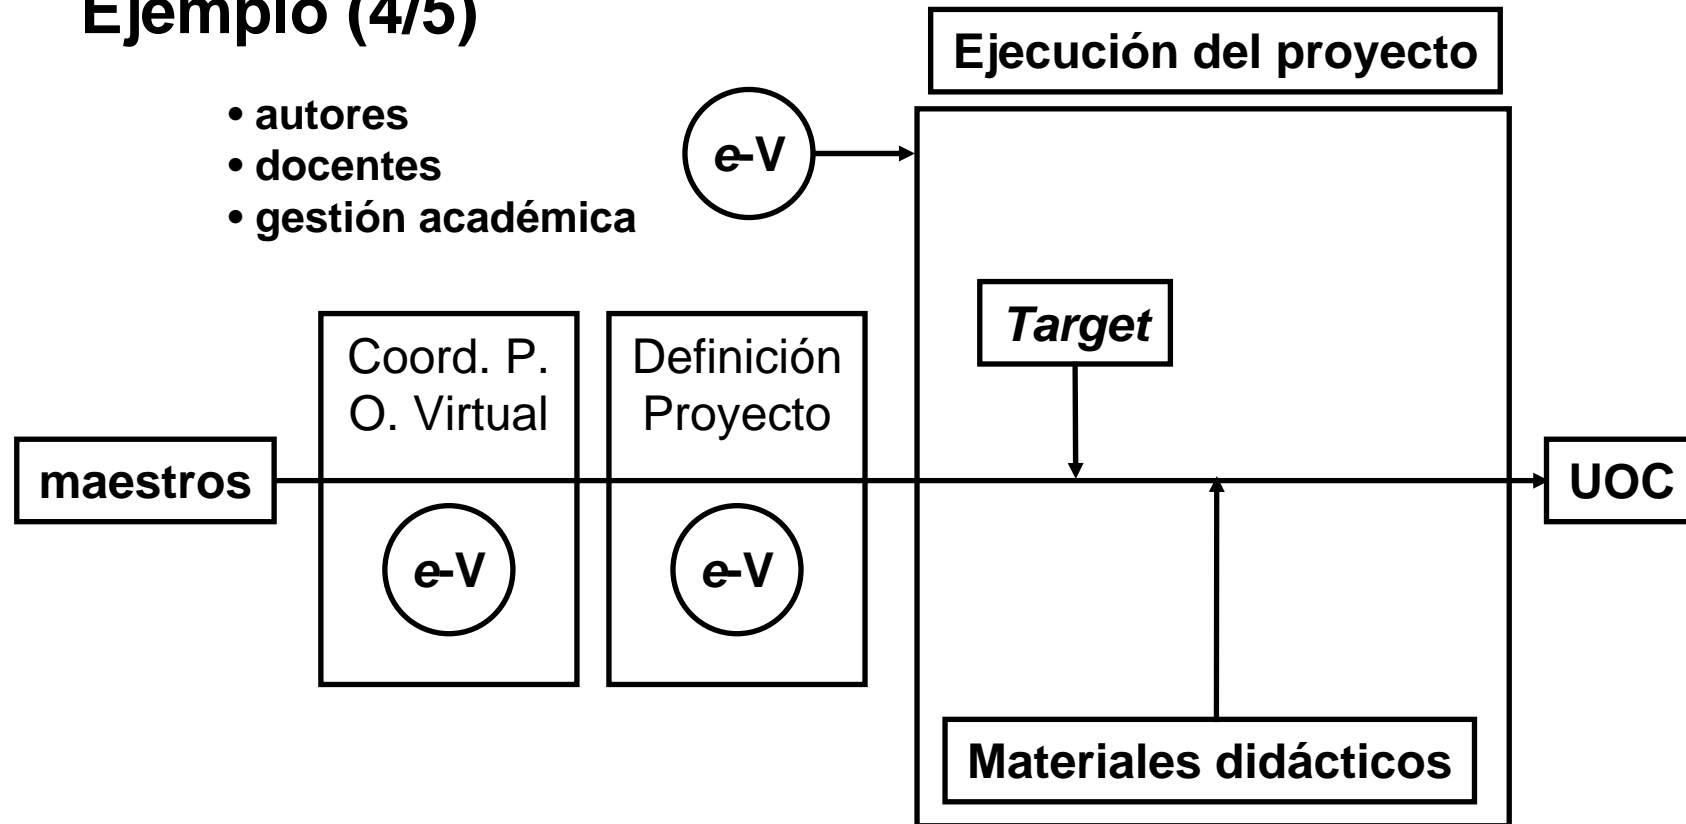 Ejemplo (4/5)
Ejecución del proyecto
• autores
• docentes
• gestión académica
e-V
Target
Coord. P.
O. Virtual
Definición
Proyecto
maestros
UOC
e-V
e-V
Materiales didácticos